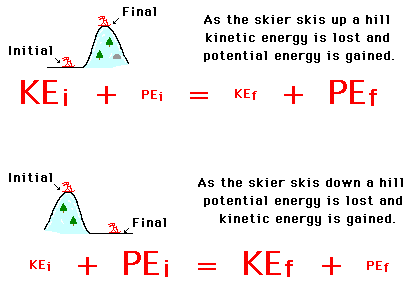 Final
As the skier skis up a hill
kinetic energy is lost and
potential energy is gained.
Initial
KEi + PEi = KEf + PEf
Initial
As the skier skis down a hill
potential energy is lost and
kinetic energy is gained.
Final
KEi + PEi = KEf + PEf